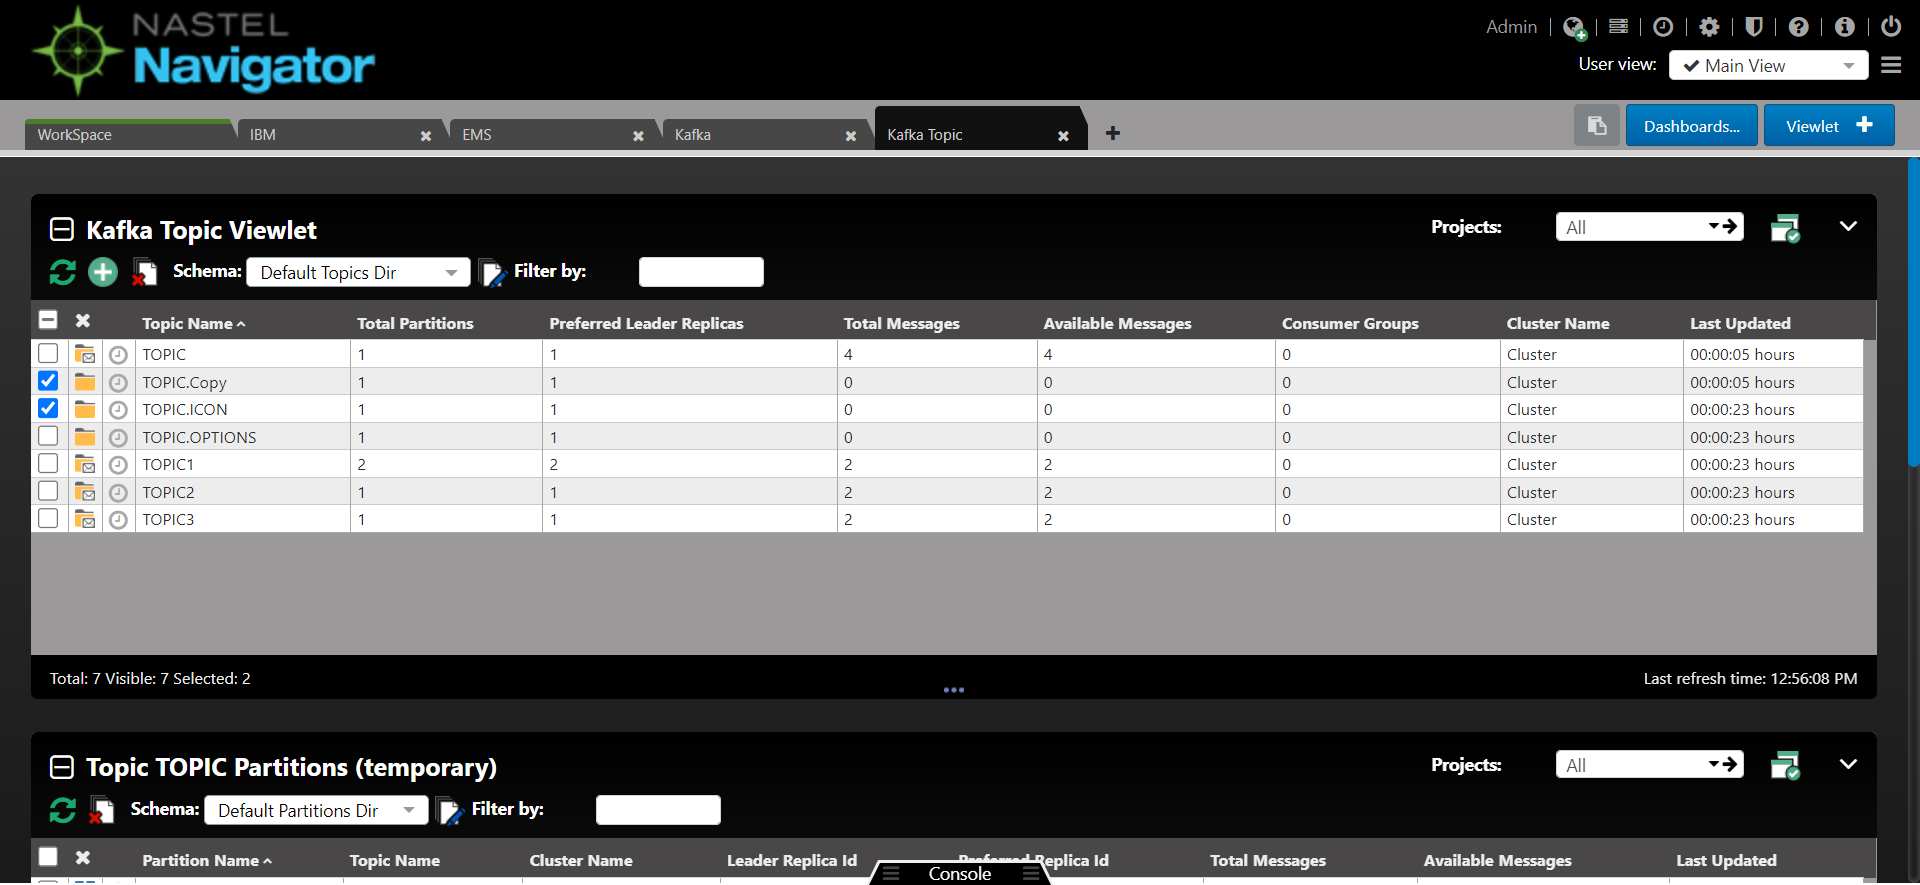 NASTEL
Navigator
Admin
User view: Main View
WorkSpace IBM EMS Kafka Kafka Topic
Dashboards... Viewlet
Kafka Topic Viewlet
Projects: All
Schema: Default Topics Dir Filter by:
Topic Name Total Partitions Preferred Leader Replicas Total Messages Available Messages Consumer Groups Cluster Name Last Updated
TOPIC 1 1 4 4 0 Cluster 00:00:05 hours
TOPIC.Copy 1 1 0 0 0 Cluster 00:00:05 hours
TOPIC.ICON 1 1 0 0 0 Cluster 00:00:23 hours
TOPIC.OPTIONS 1 1 0 0 0 Cluster 00:00:23 hours
TOPIC1 2 2 2 2 0 Cluster 00:00:23 hours
TOPIC2 1 1 2 2 0 Cluster 00:00:23 hours
TOPIC3 1 1 2 2 0 Cluster 00:00:23 hours
Total: 7 Visible: 7 Selected: 2
Last refresh time: 12:56:08 PM
Topic TOPIC Partitions (temporary)
Projects: All
Schema: Default Partitions Dir Filter by:
Partition Name Topic Name Cluster Name Leader Replica Id Preferred Replica Id Total Messages Available Messages Last Updated
Console